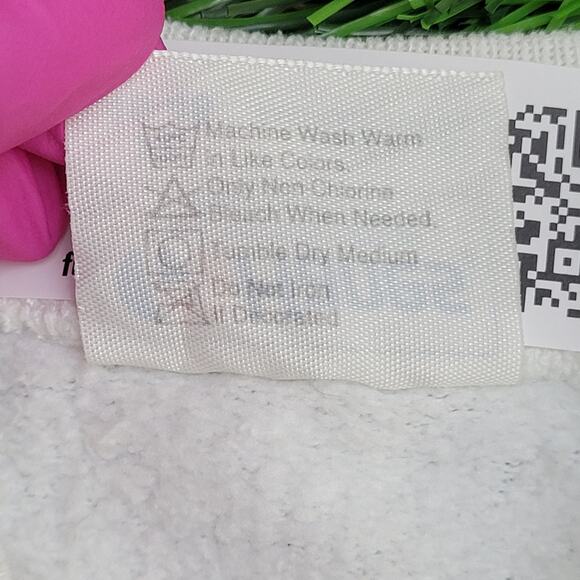 Machine Wash Warm
in Like Colors.
Only Non Chlorine
Bleach When Needed
Tumble Dry Medium
Do Not Iron
If Decorated